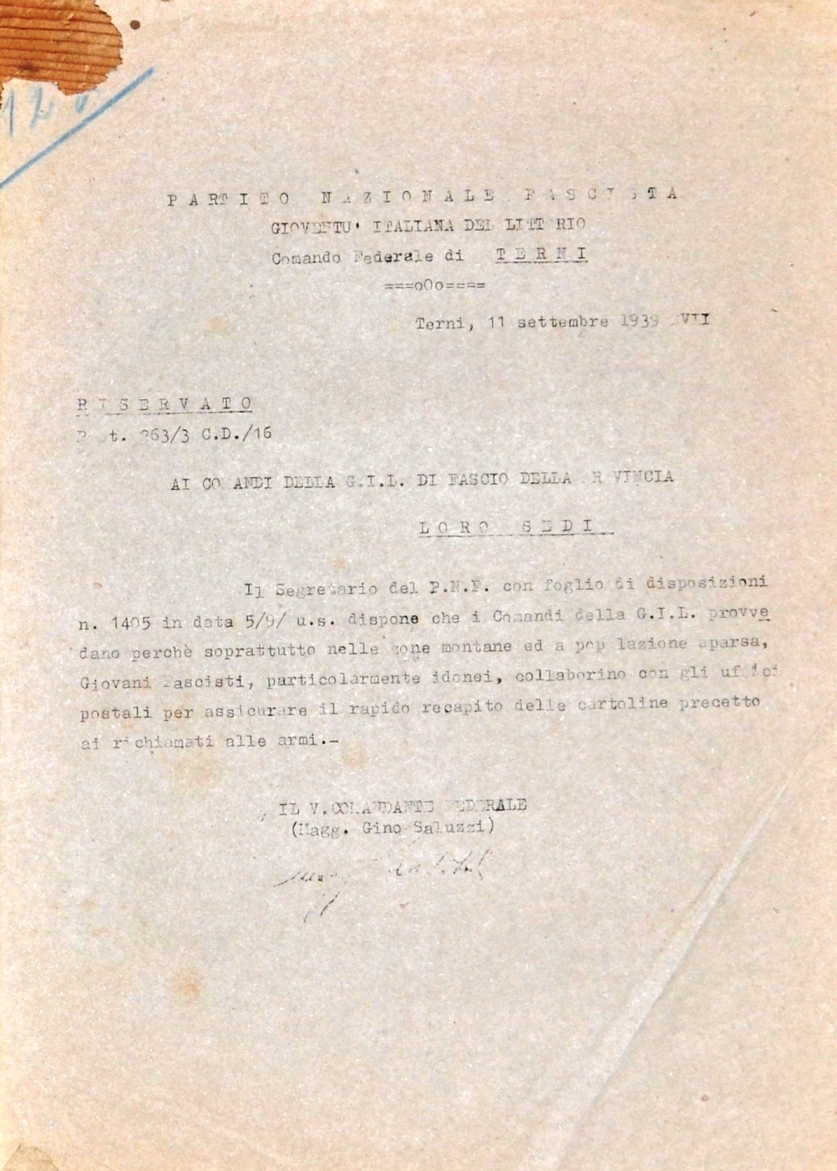 PARTITO NAZIONALE FASCISTA
GIOVENTU' ITALIANA DEL LITTORIO
Comando Federale di TERNI
===oOo====
Terni, 11 settembre 1939 XVII
RISERVATO
Prot. 263/3 C.D./16
AI COMANDI DELLA G.I.L. DI FASCIO DELLA PROVINCIA
LORO SEDI
Il Segretario del P.N.F. con foglio di disposizioni
n. 1405 in data 5/9/ u.s. dispone che i Comandi della G.I.L. provve
dano perchè soprattutto nelle zone montane ed a popolazione sparsa,
Giovani Fascisti, particolarmente idonei, collaborino con gli uffici
postali per assicurare il rapido recapito delle cartoline precetto
ai richiamati alle armi.-
IL V.COMANDANTE FEDERALE
(Magg. Gino Saluzzi)